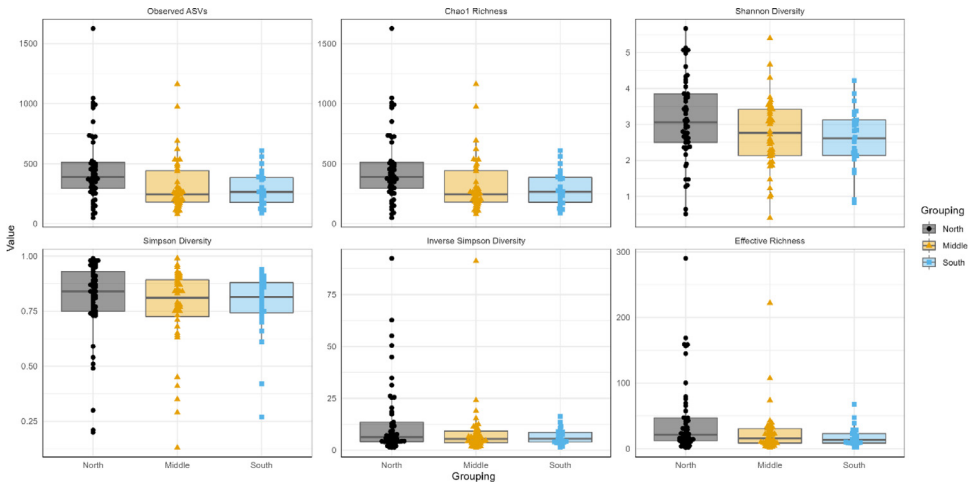 Observed ASVs
Chao1 Richness
Shannon Diversity
1500
1000
500
0
1500
1000
500
0
5
4
3
2
1
Value
Simpson Diversity
Inverse Simpson Diversity
Effective Richness
1.00
0.75
0.50
0.25
75
50
25
0
300
200
100
0
North
Middle
South
North
Middle
South
North
Middle
South
Grouping
Grouping
North
Middle
South